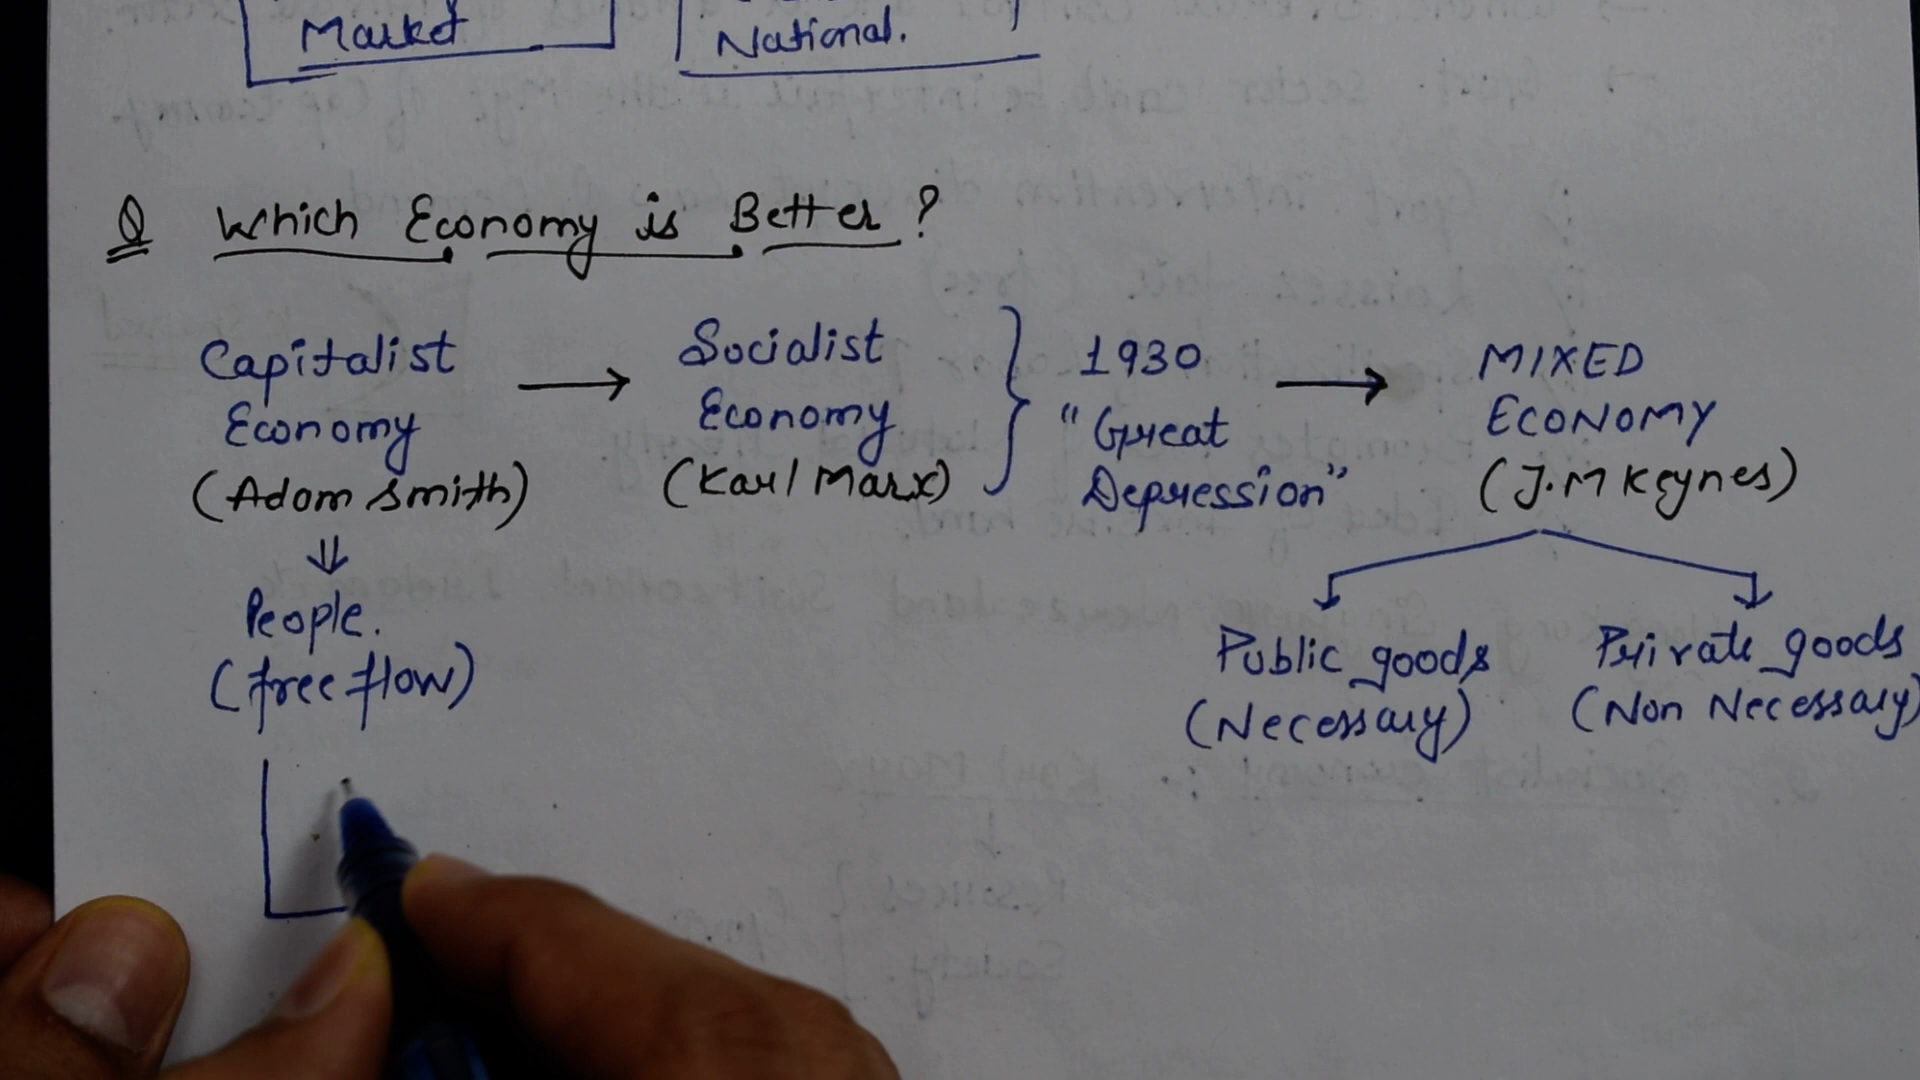 Market
National.
Q Which Economy is Better?
Capitalist
Economy
(Adom Smith)
People.
(free flow)
→
Socialist
Economy
(Karl Marx)
}
1930
"Great
Depression"
→
MIXED
ECONOMY
(J.M Keynes)
Public goods
(Necessary)
Private goods
(Non Necessary)